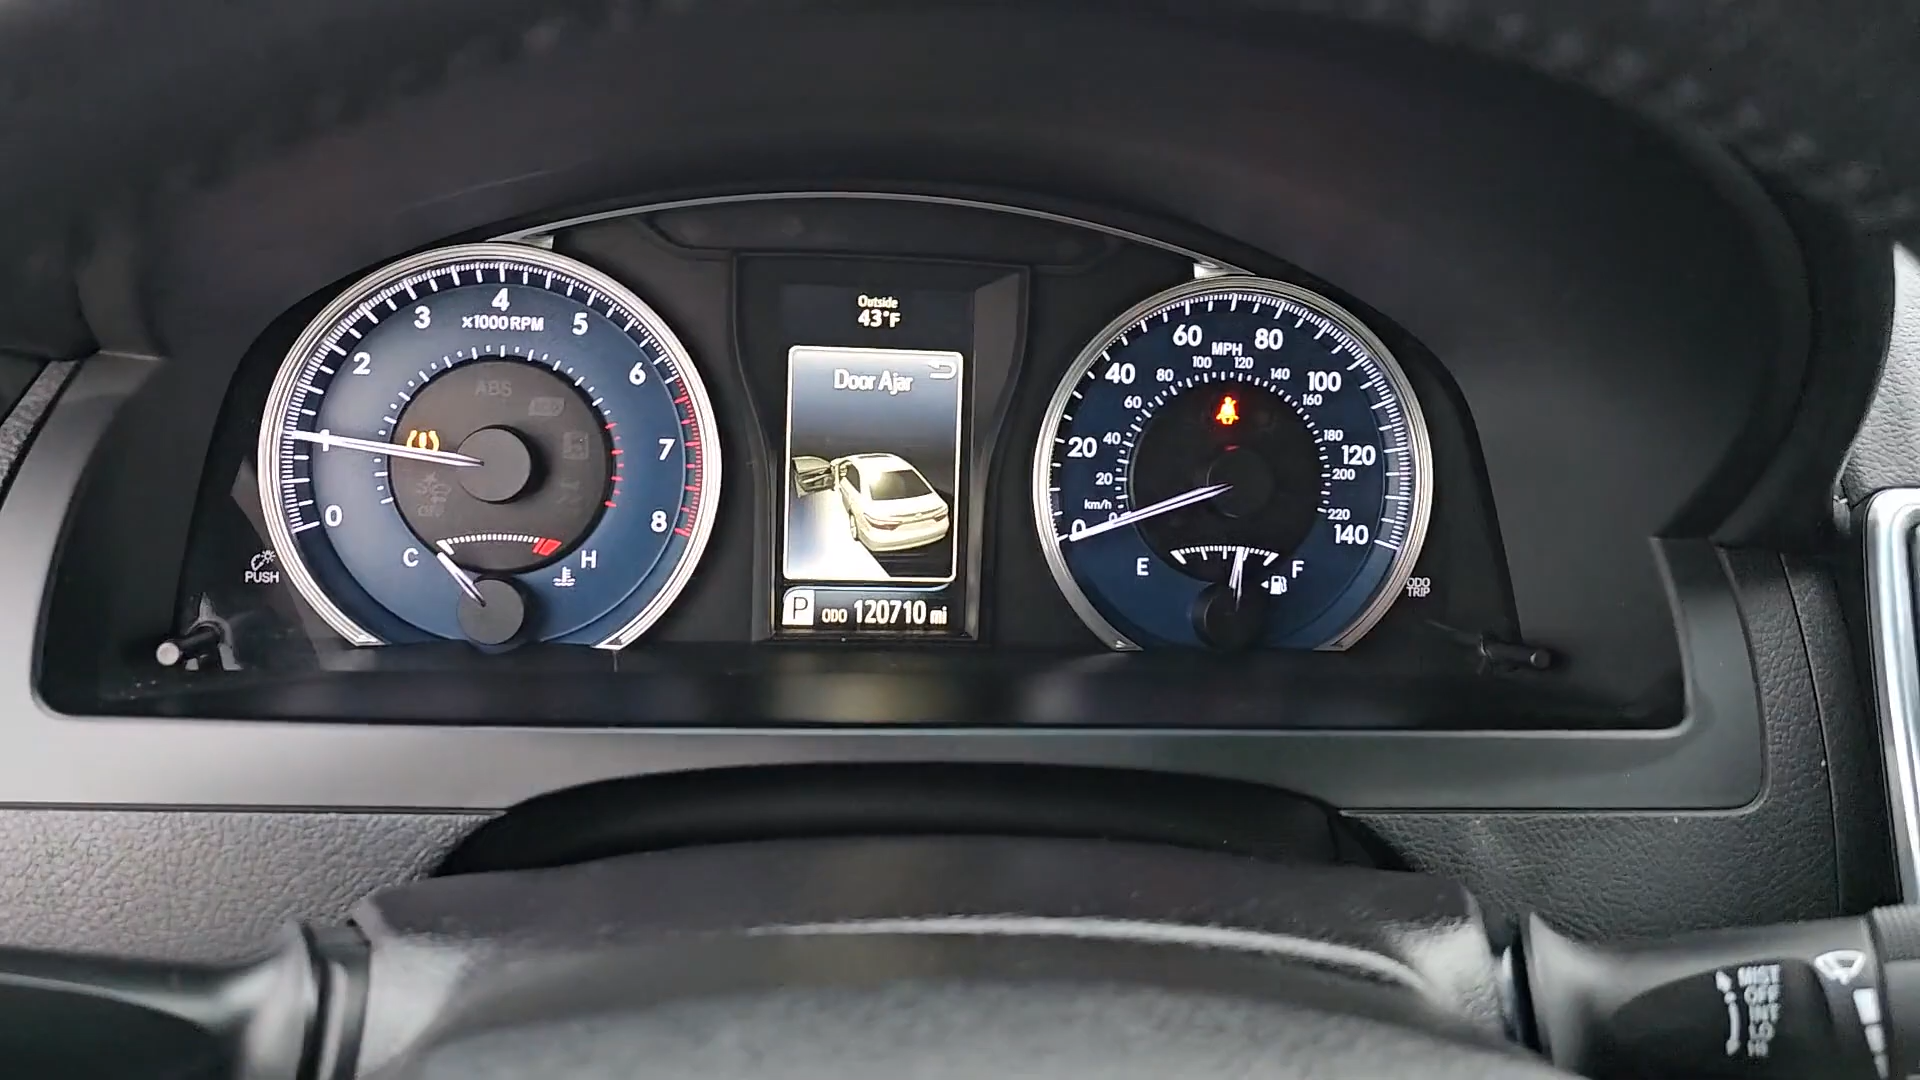 4
3
×1000 RPM
5
2
6
ABS
1
7
0
8
C
H
PUSH
Outside
43°F
Door Ajar
P ODO 120710 mi
60
80
MPH
100
120
40
80
140
100
60
160
20
40
180
120
20
200
km/h
0
0
220
140
E
F
ODO
TRIP
OFF
MIST
OFF
INT
LO
HI